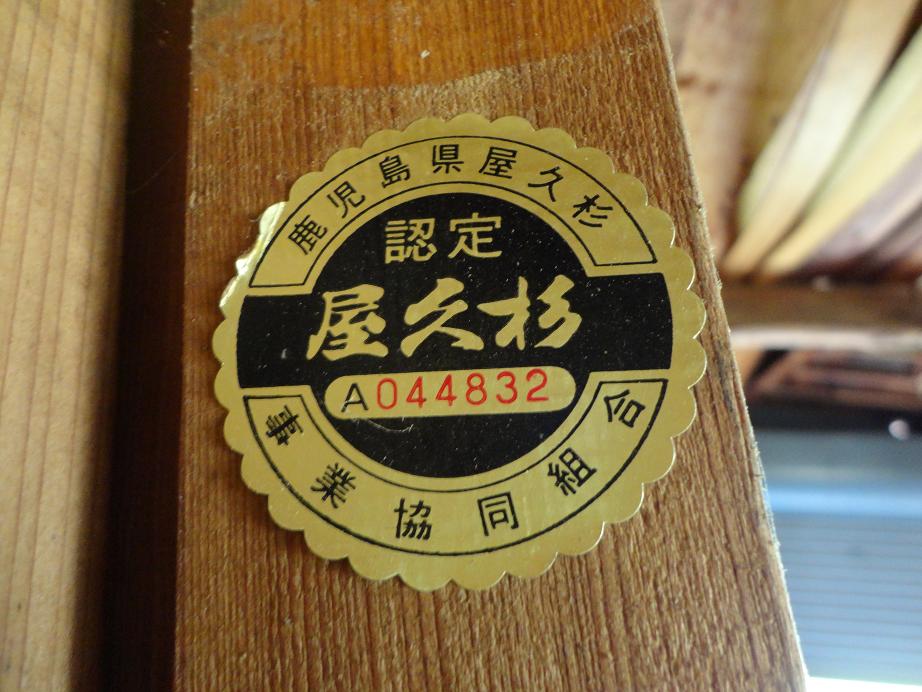 鹿児島県屋久杉
認定
屋久杉
A044832
事業協同組合